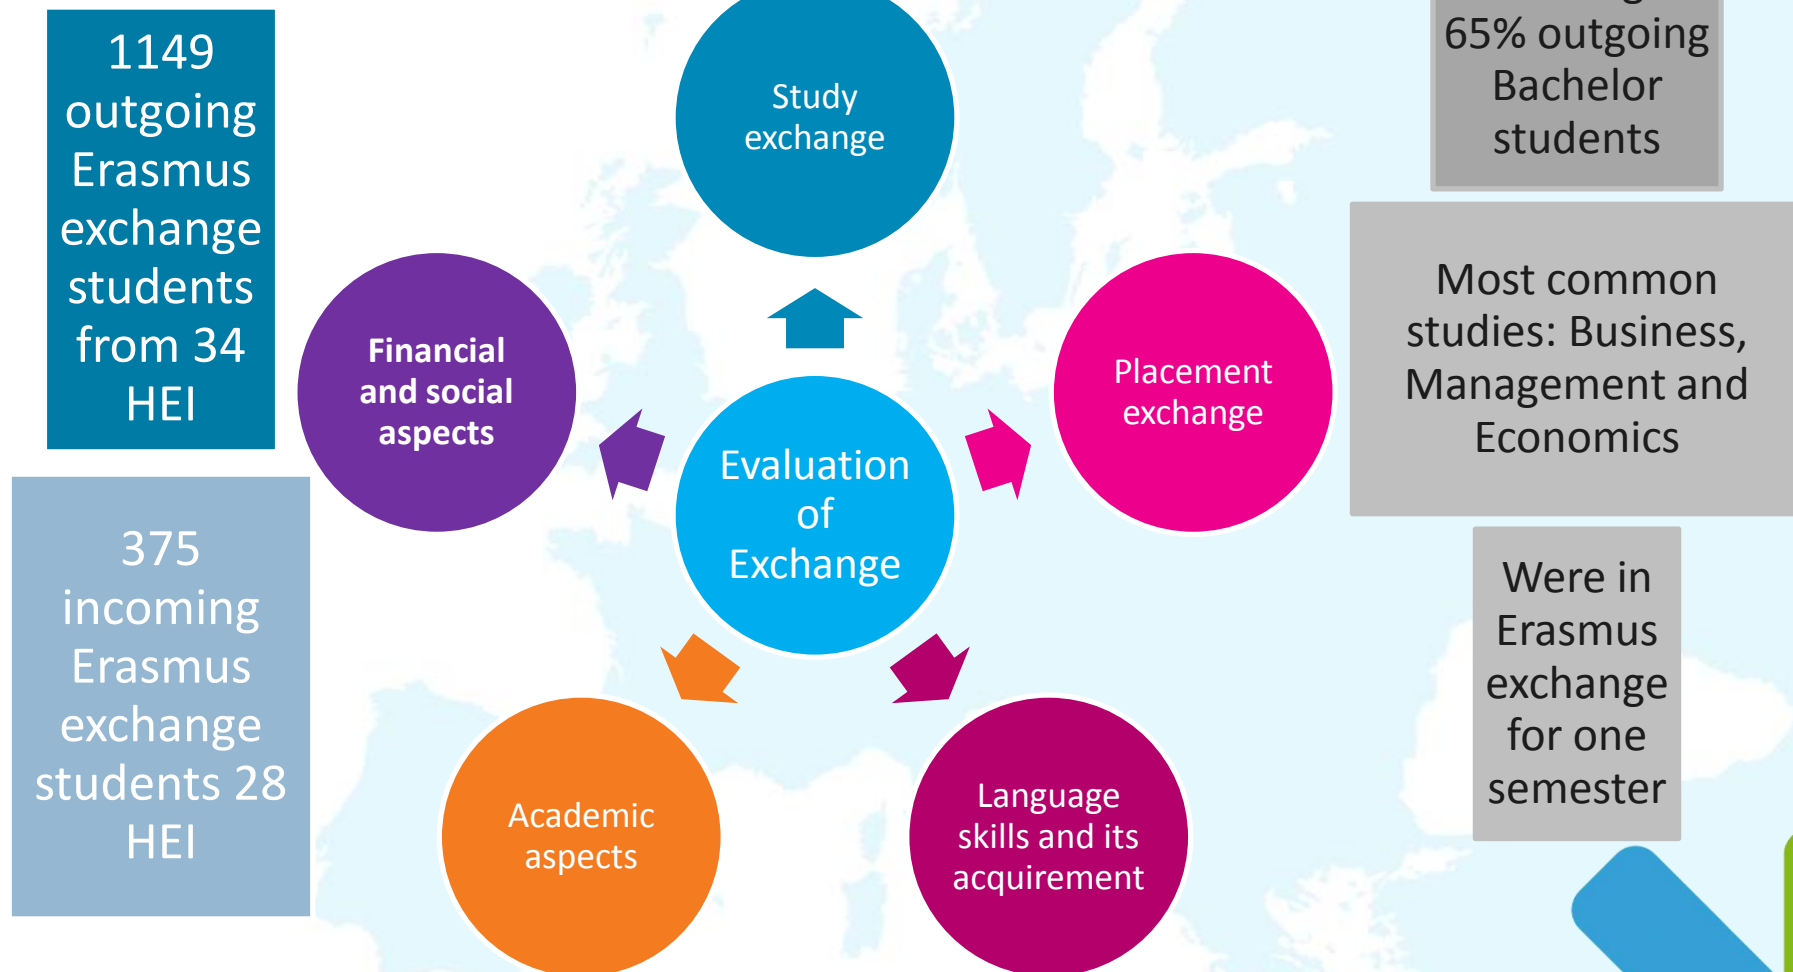 1149
outgoing
Erasmus
exchange
students
from 34
HEI
375
incoming
Erasmus
exchange
students 28
HEI
Study
exchange
Financial
and social
aspects
Placement
exchange
Evaluation
of
Exchange
Academic
aspects
Language
skills and its
acquirement
65% outgoing
Bachelor
students
Most common
studies: Business,
Management and
Economics
Were in
Erasmus
exchange
for one
semester